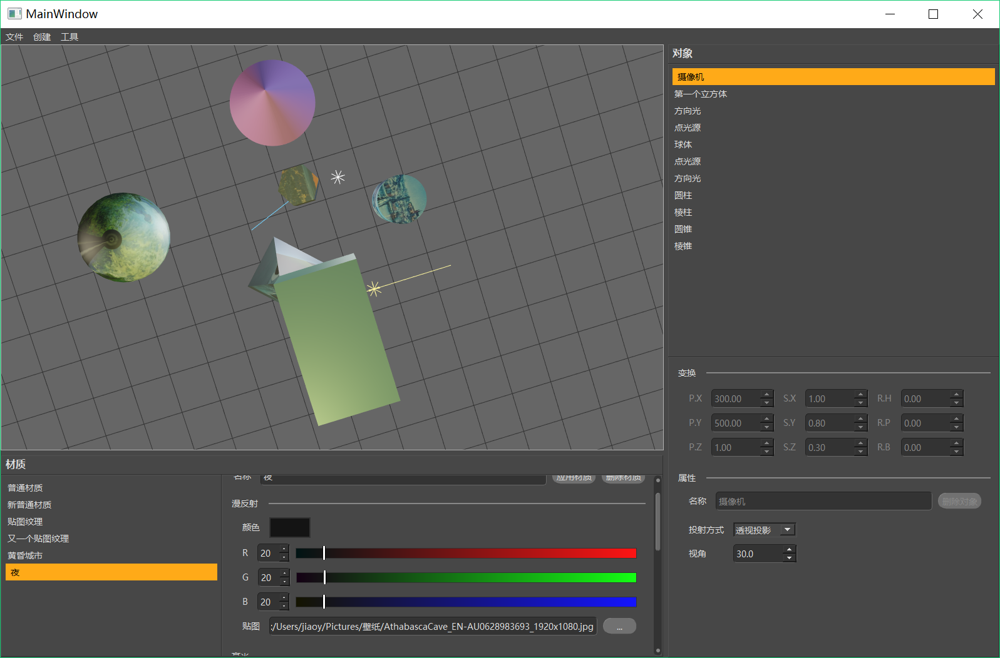 MainWindow
文件 创建 工具
对象
摄像机
第一个立方体
方向光
点光源
球体
点光源
方向光
圆柱
棱柱
圆锥
棱锥
变换
P.X 300.00 S.X 1.00 R.H 0.00
P.Y 500.00 S.Y 0.80 R.P 0.00
P.Z 1.00 S.Z 0.30 R.B 0.00
属性
名称 摄像机 删除对象
投射方式 透视投影
视角 30.0
材质
普通材质
新普通材质
贴图纹理
又一个贴图纹理
黄昏城市
夜
名称 夜 应用材质 删除材质
漫反射
颜色
R 20
G 20
B 20
贴图 :/Users/jiaoy/Pictures/壁纸/AthabascaCave_EN-AU0628983693_1920x1080.jpg ...